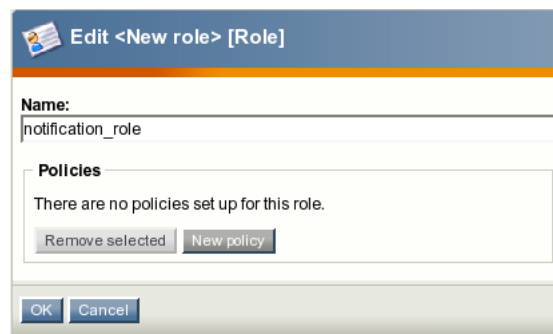 Edit <New role> [Role]
Name:
notification_role
Policies
There are no policies set up for this role.
Remove selected New policy
OK Cancel